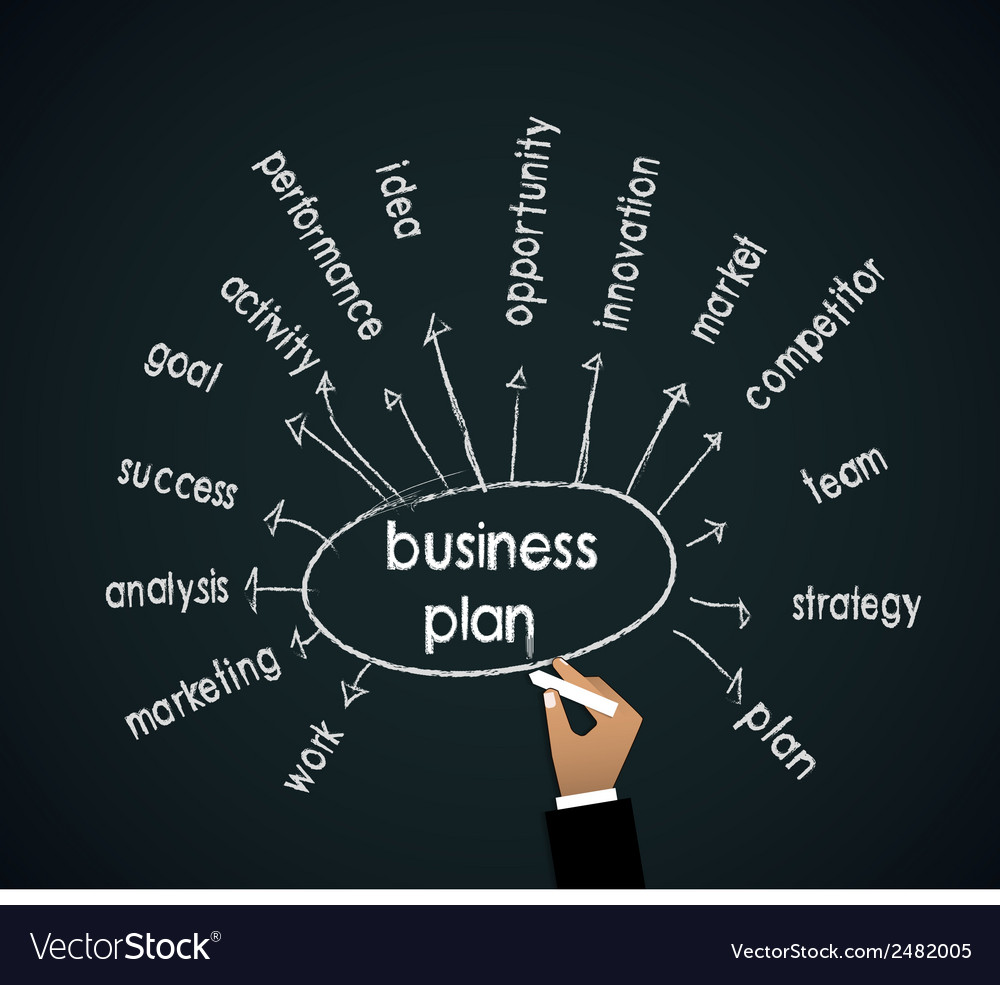 performance
idea
opportunity
innovation
market
competitor
activity
goal
success
team
analysis
strategy
marketing
work
plan
business
plan
VectorStock®
VectorStock.com/2482005